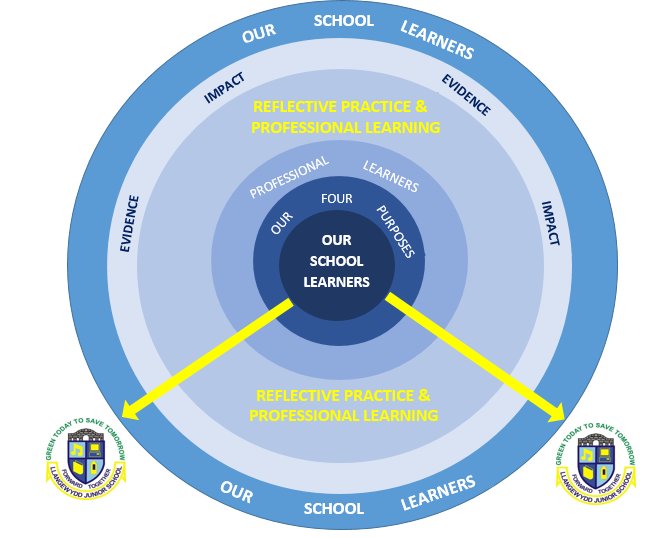 OUR SCHOOL LEARNERS
IMPACT
EVIDENCE
REFLECTIVE PRACTICE &
PROFESSIONAL LEARNING
PROFESSIONAL LEARNERS
EVIDENCE
IMPACT
OUR FOUR PURPOSES
OUR
SCHOOL
LEARNERS
REFLECTIVE PRACTICE &
PROFESSIONAL LEARNING
GREEN TODAY TO SAVE TOMORROW
FORWARD TOGETHER
LLANGEWYDD JUNIOR SCHOOL
GREEN TODAY TO SAVE TOMORROW
FORWARD TOGETHER
LLANGEWYDD JUNIOR SCHOOL
OUR SCHOOL LEARNERS